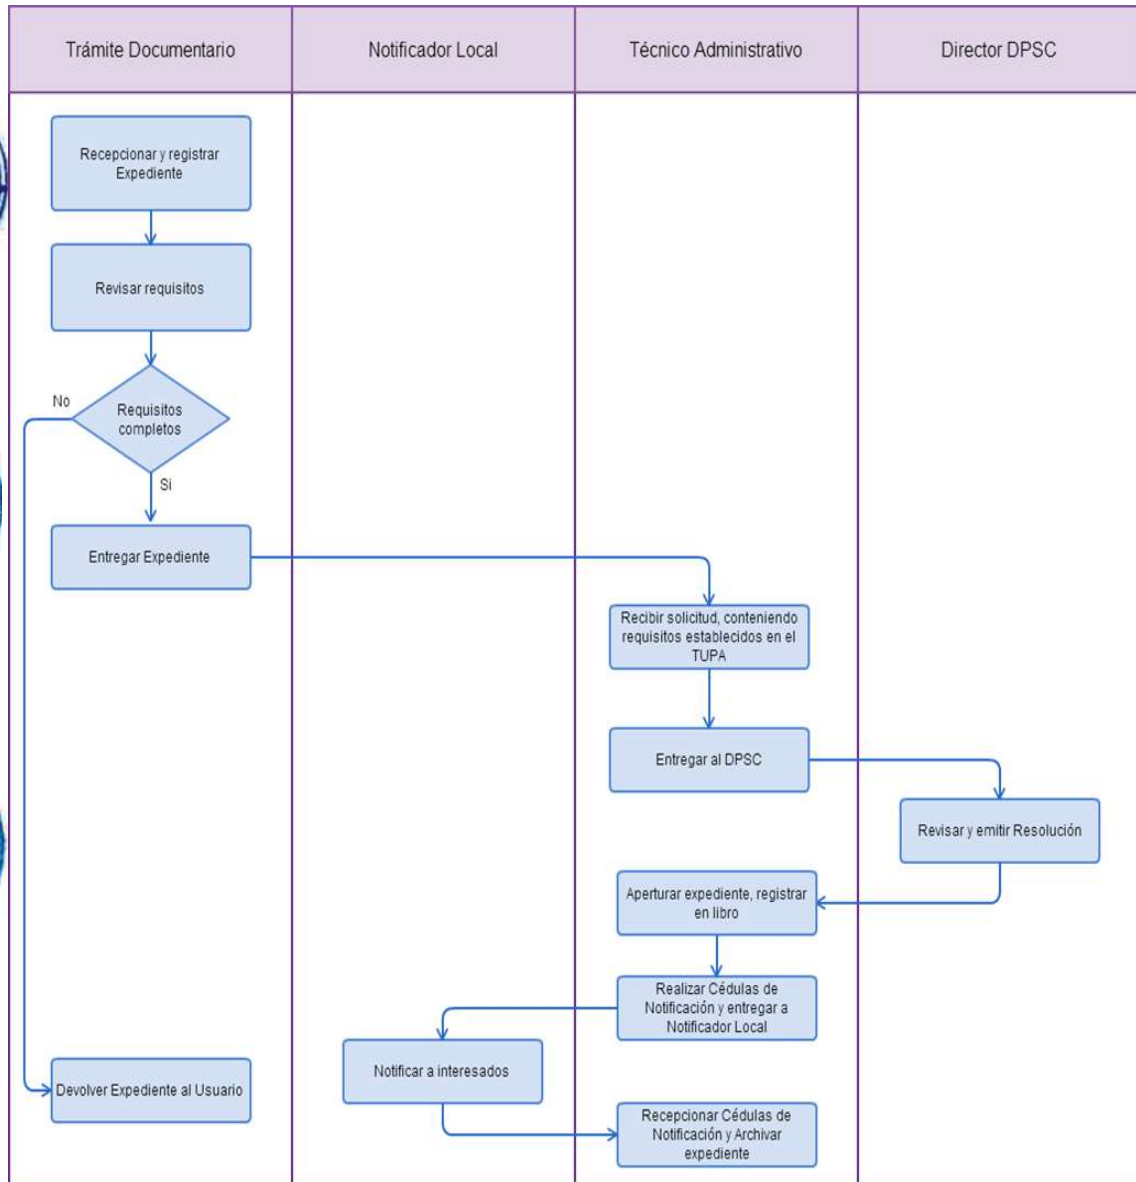 Trámite Documentario
Notificador Local
Técnico Administrativo
Director DPSC
Recepcionar y registrar
Expediente
Revisar requisitos
No
Requisitos
completos
Si
Entregar Expediente
Recibir solicitud, conteniendo
requisitos establecidos en el
TUPA
Entregar al DPSC
Revisar y emitir Resolución
Aperturar expediente, registrar
en libro
Realizar Cédulas de
Notificación y entregar a
Notificador Local
Notificar a interesados
Devolver Expediente al Usuario
Recepcionar Cédulas de
Notificación y Archivar
expediente